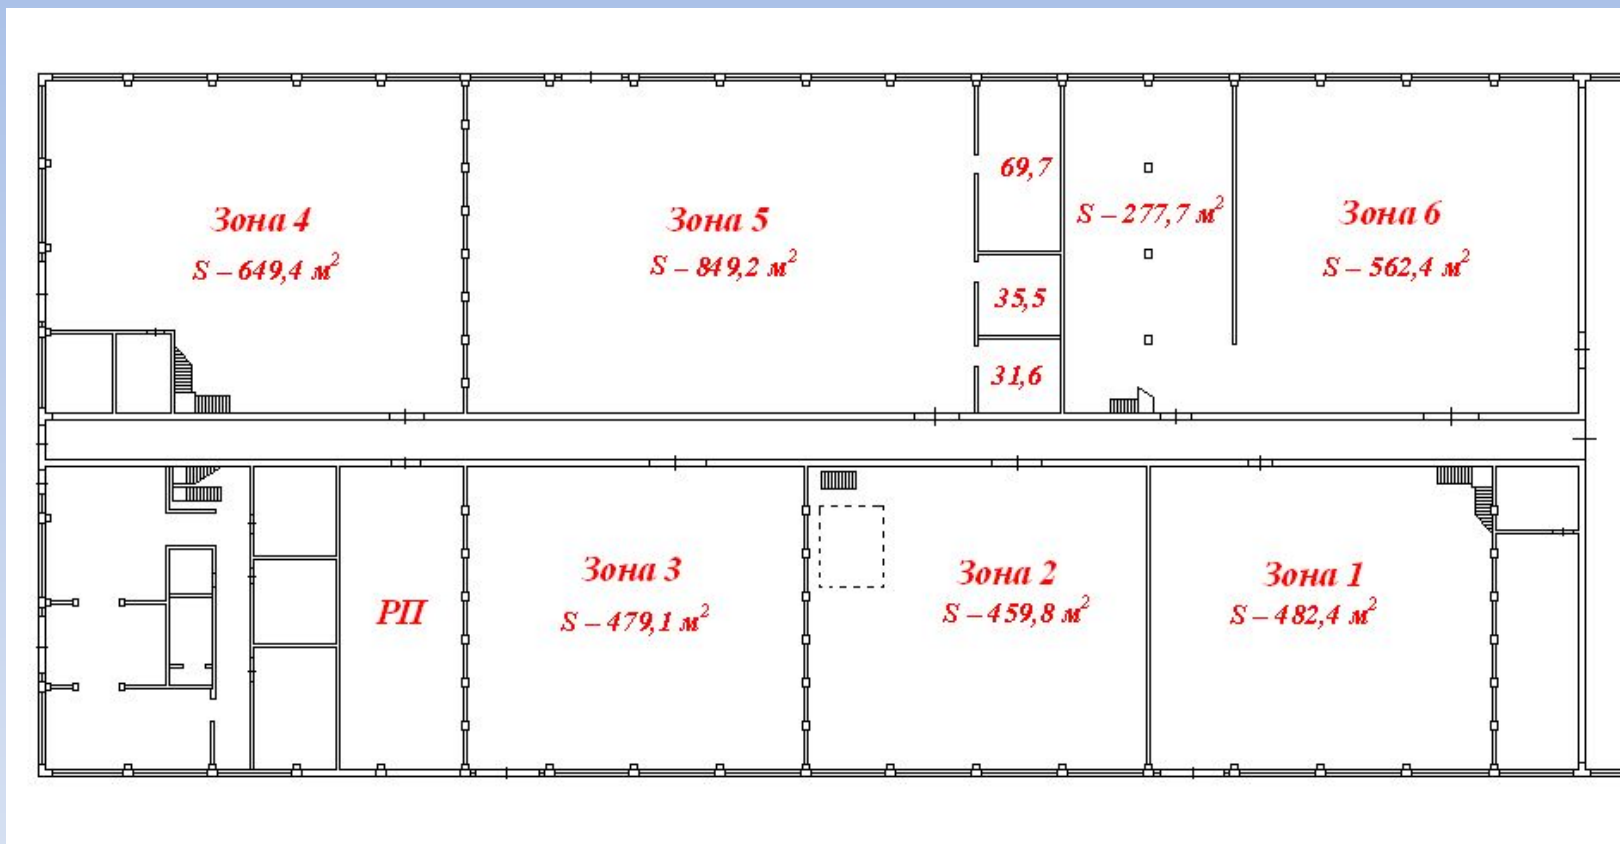 Зона 4
S – 649,4 м²
Зона 5
S – 849,2 м²
69,7
35,5
31,6
S – 277,7 м²
Зона 6
S – 562,4 м²
РП
Зона 3
S – 479,1 м²
Зона 2
S – 459,8 м²
Зона 1
S – 482,4 м²